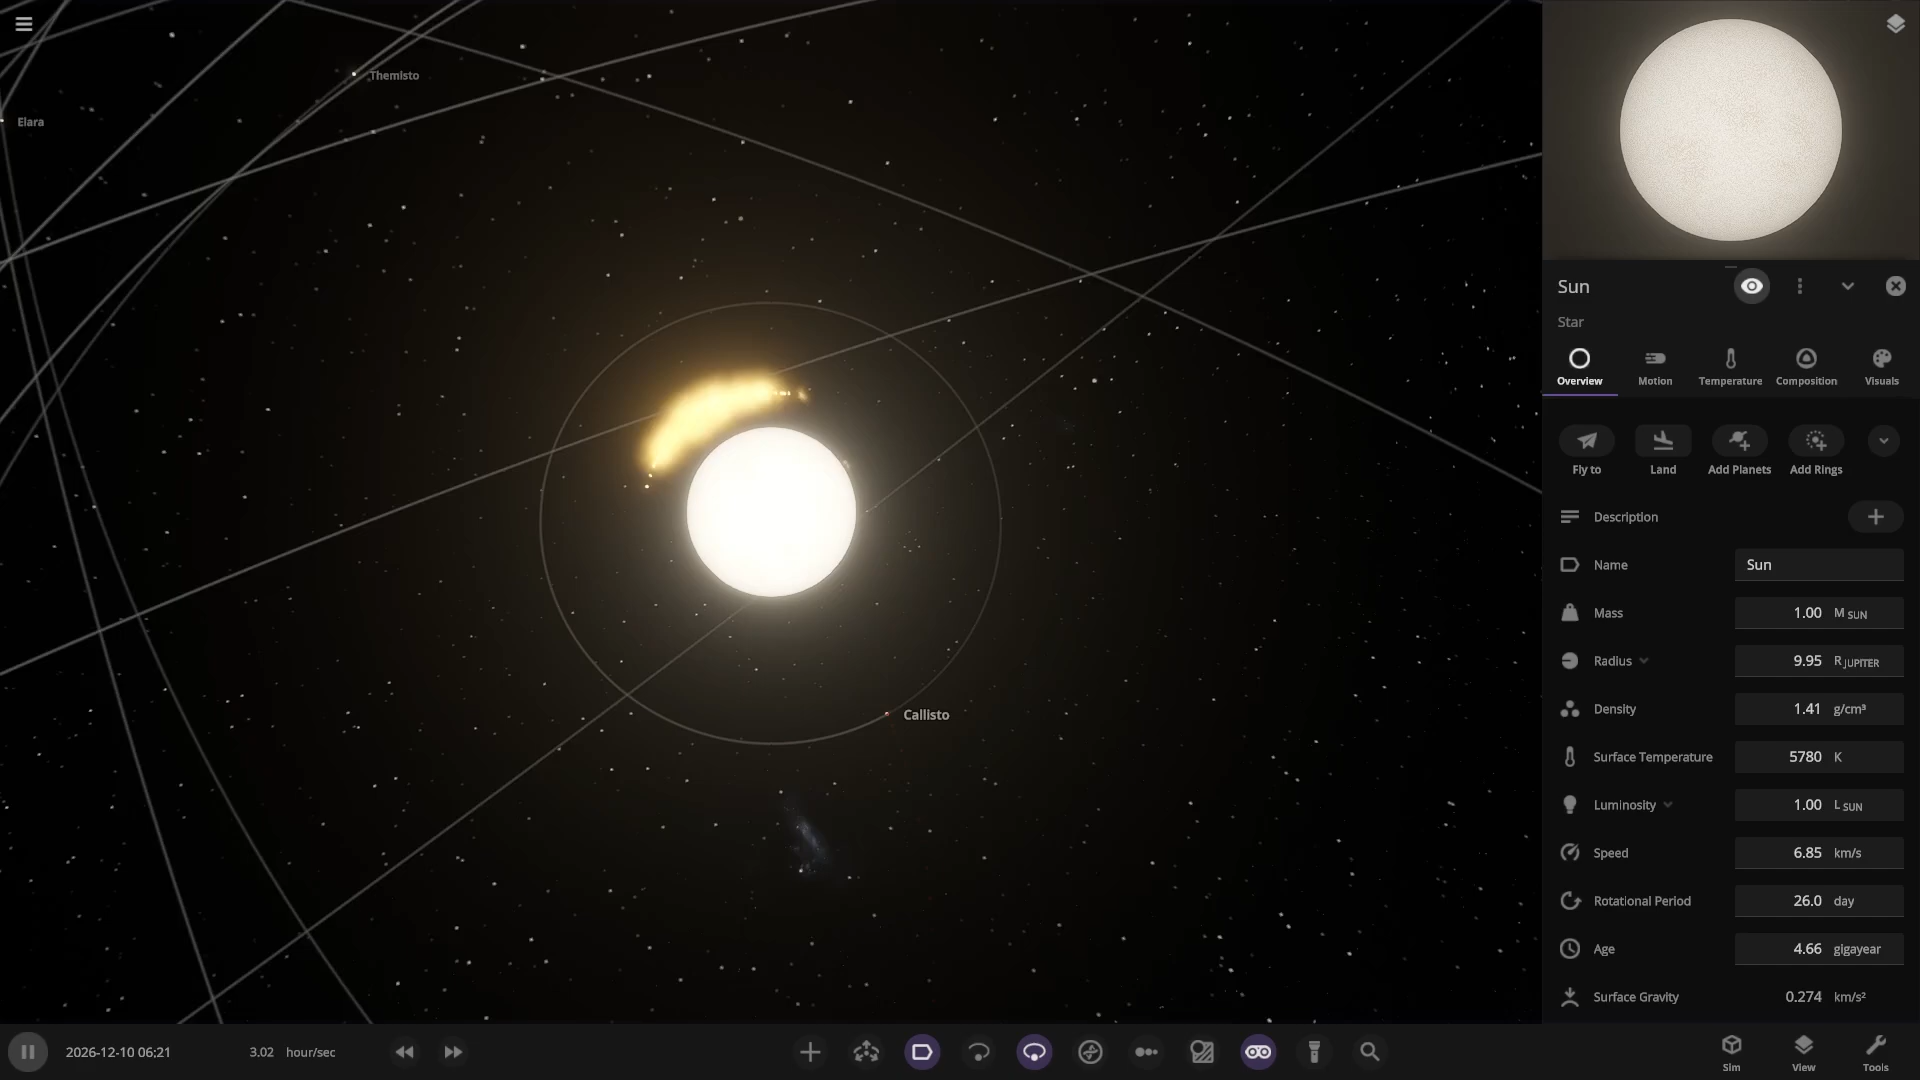 Themisto
Elara
Callisto
Sun
Star
Overview Motion Temperature Composition Visuals
Fly to Land Add Planets Add Rings
Description
Name Sun
Mass 1.00 M SUN
Radius 9.95 R JUPITER
Density 1.41 g/cm³
Surface Temperature 5780 K
Luminosity 1.00 L SUN
Speed 6.85 km/s
Rotational Period 26.0 day
Age 4.66 gigayear
Surface Gravity 0.274 km/s²
2026-12-10 06:21 3.02 hour/sec
Sim View Tools